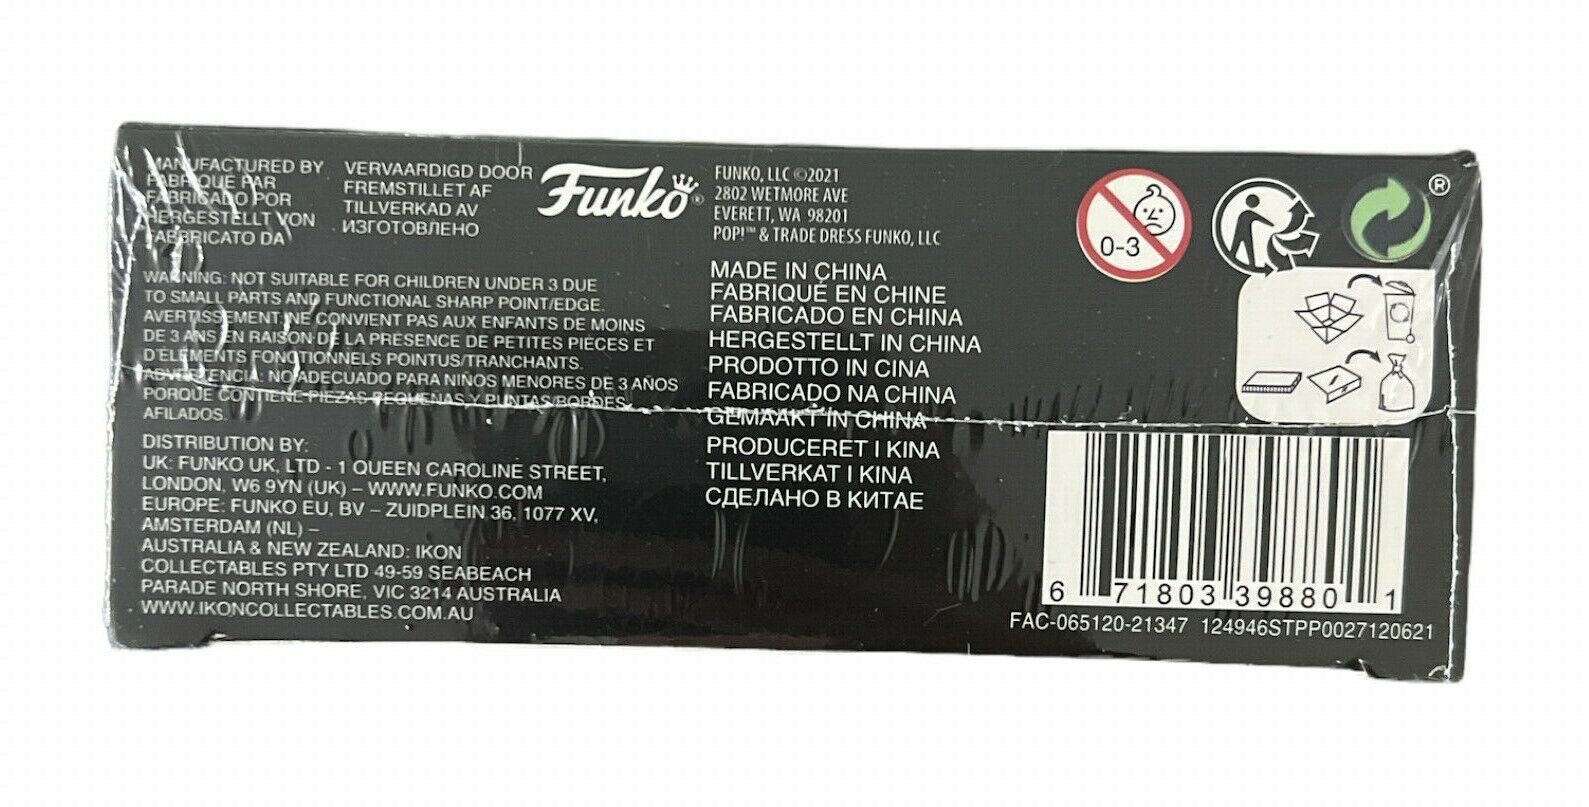 MANUFACTURED BY
FABRIQUÉ PAR
FABRICADO POR
HERGESTELLT VON
FABBRICATO DA
VERVAARDIGD DOOR
FREMSTILLET AF
TILLVERKAD AV
ИЗГОТОВЛЕНО
Funko®
FUNKO, LLC ©2021
2802 WETMORE AVE
EVERETT, WA 98201
POP!™ & TRADE DRESS FUNKO, LLC
WARNING: NOT SUITABLE FOR CHILDREN UNDER 3 DUE
TO SMALL PARTS AND FUNCTIONAL SHARP POINT/EDGE.
AVERTISSEMENT:NE CONVIENT PAS AUX ENFANTS DE MOINS
DE 3 ANS EN RAISON DE LA PRESENCE DE PETITES PIECES ET
D'ELEMENTS FONCTIONNELS POINTUS/TRANCHANTS.
ADVERTENCIA: NO ADECUADO PARA NIÑOS MENORES DE 3 AÑOS
PORQUE CONTIENE PIEZAS PEQUEÑAS Y PUNTAS/BORDES
AFILADOS.
DISTRIBUTION BY:
UK: FUNKO UK, LTD - 1 QUEEN CAROLINE STREET,
LONDON, W6 9YN (UK) – WWW.FUNKO.COM
EUROPE: FUNKO EU, BV – ZUIDPLEIN 36, 1077 XV,
AMSTERDAM (NL) –
AUSTRALIA & NEW ZEALAND: IKON
COLLECTABLES PTY LTD 49-59 SEABEACH
PARADE NORTH SHORE, VIC 3214 AUSTRALIA
WWW.IKONCOLLECTABLES.COM.AU
MADE IN CHINA
FABRIQUÉ EN CHINE
FABRICADO EN CHINA
HERGESTELLT IN CHINA
PRODOTTO IN CINA
FABRICADO NA CHINA
GEMAAKT IN CHINA
PRODUCERET I KINA
TILLVERKAT I KINA
СДЕЛАНО В КИТАЕ
0-3
®
6 71803 39880 1
FAC-065120-21347 124946STPP0027120621